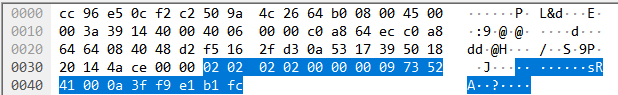 0000 cc 96 e5 0c f2 c2 50 9a 4c 26 64 b0 08 00 45 00 ······P· L&d···E·
0010 00 3a 39 14 40 00 40 06 00 00 c0 a8 64 ec c0 a8 ·:9·@·@· ····d···
0020 64 64 08 40 48 d2 f5 16 2f d3 0a 53 17 39 50 18 dd·@H··· /··S·9P·
0030 20 14 4a ce 00 00 02 02 02 02 00 00 00 09 73 52 ·J····· ······sR
0040 41 00 0a 3f f9 e1 b1 fc A··?····